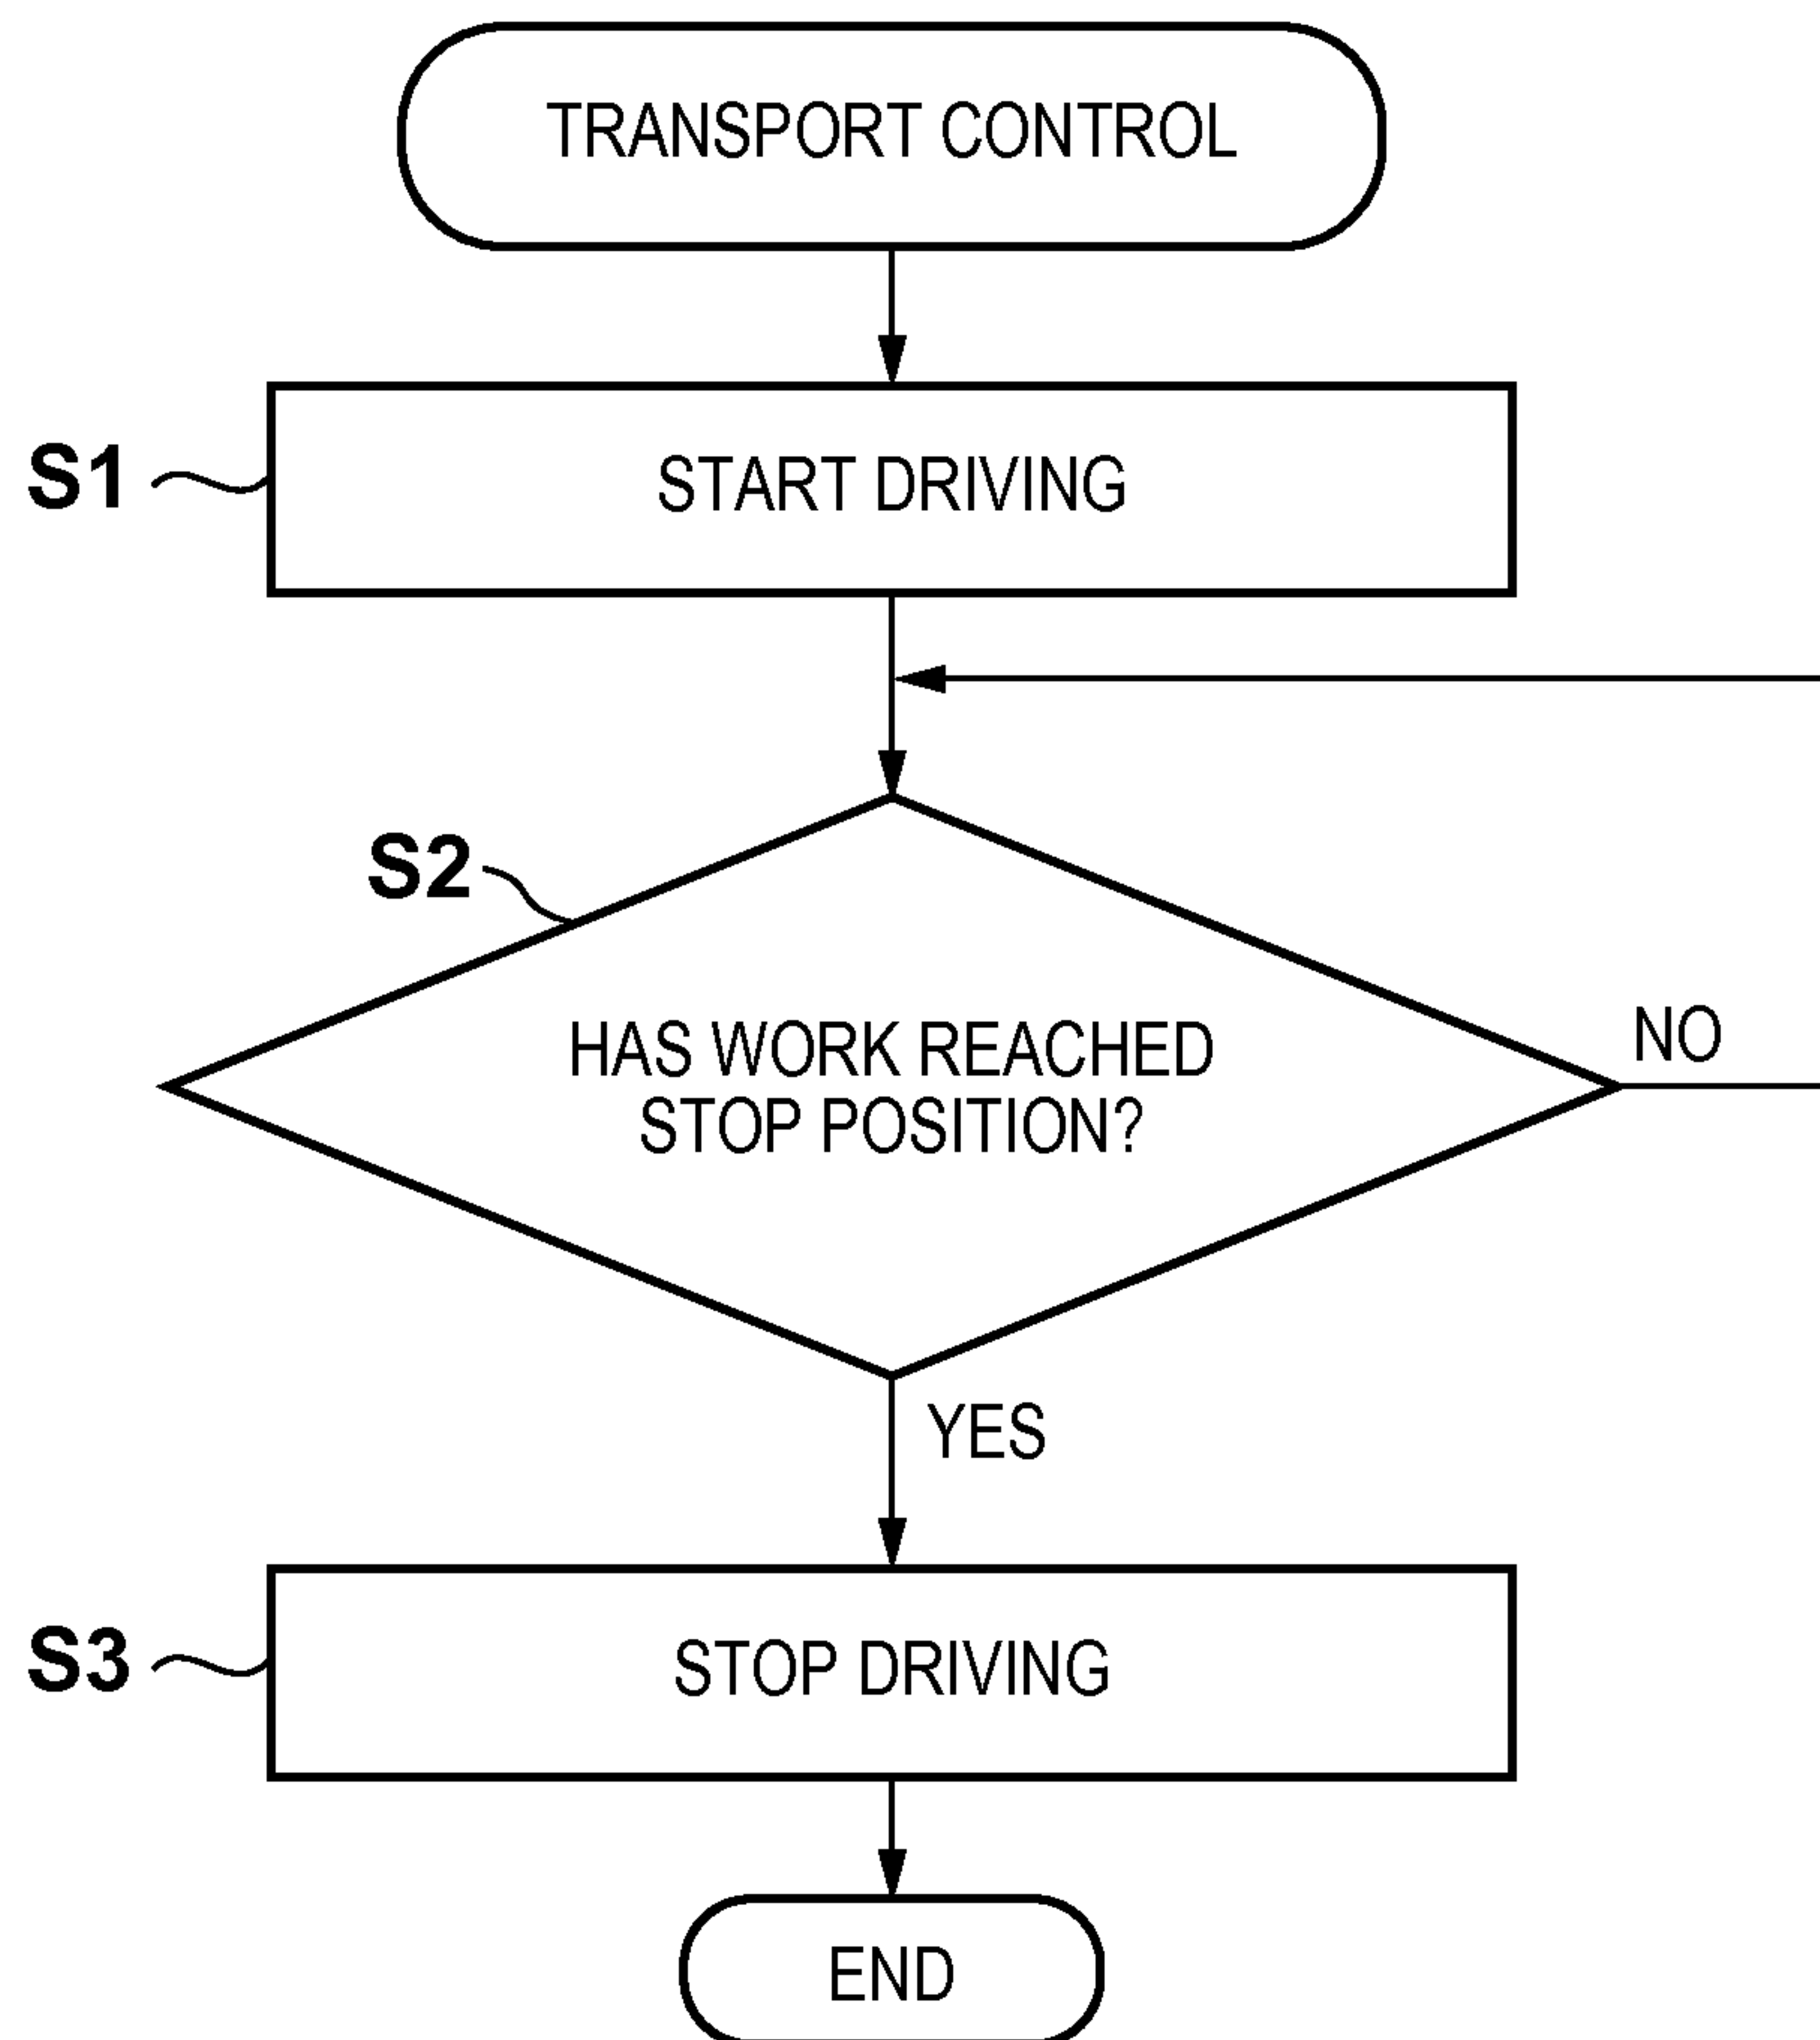 TRANSPORT CONTROL
S1
START DRIVING
S2
HAS WORK REACHED
STOP POSITION?
NO
YES
S3
STOP DRIVING
END